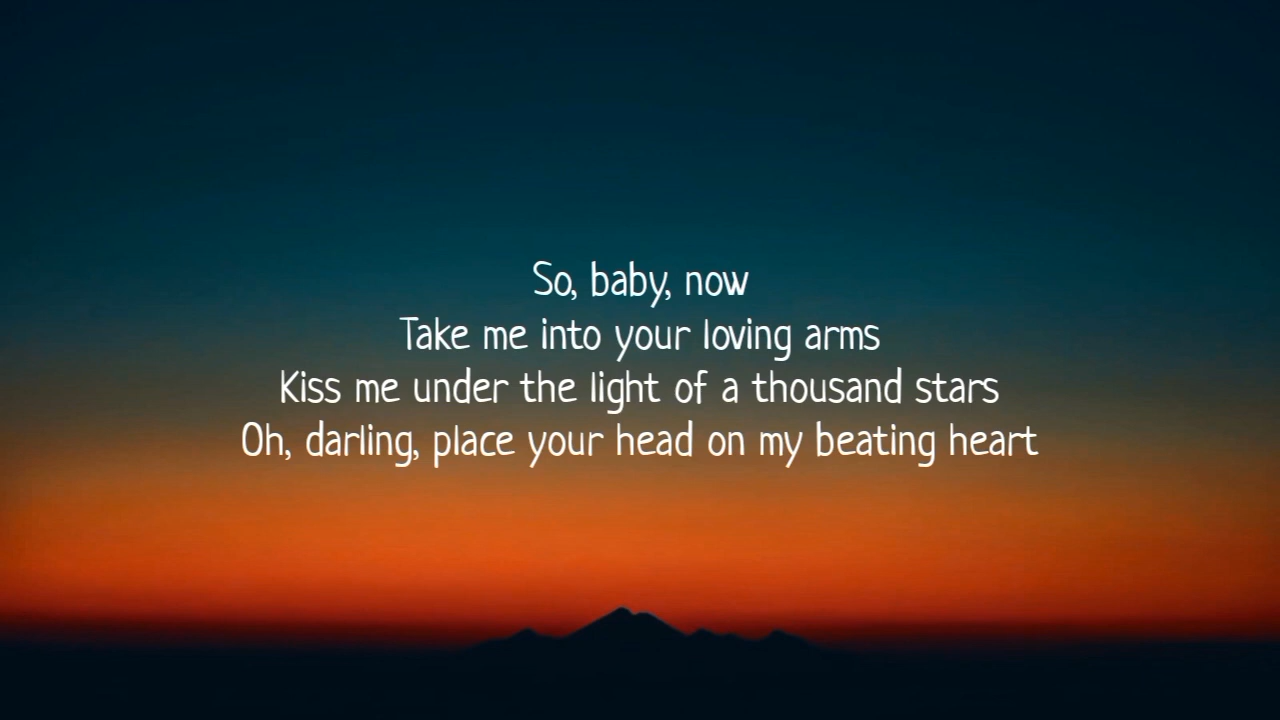 So, baby, now
Take me into your loving arms
Kiss me under the light of a thousand stars
Oh, darling, place your head on my beating heart